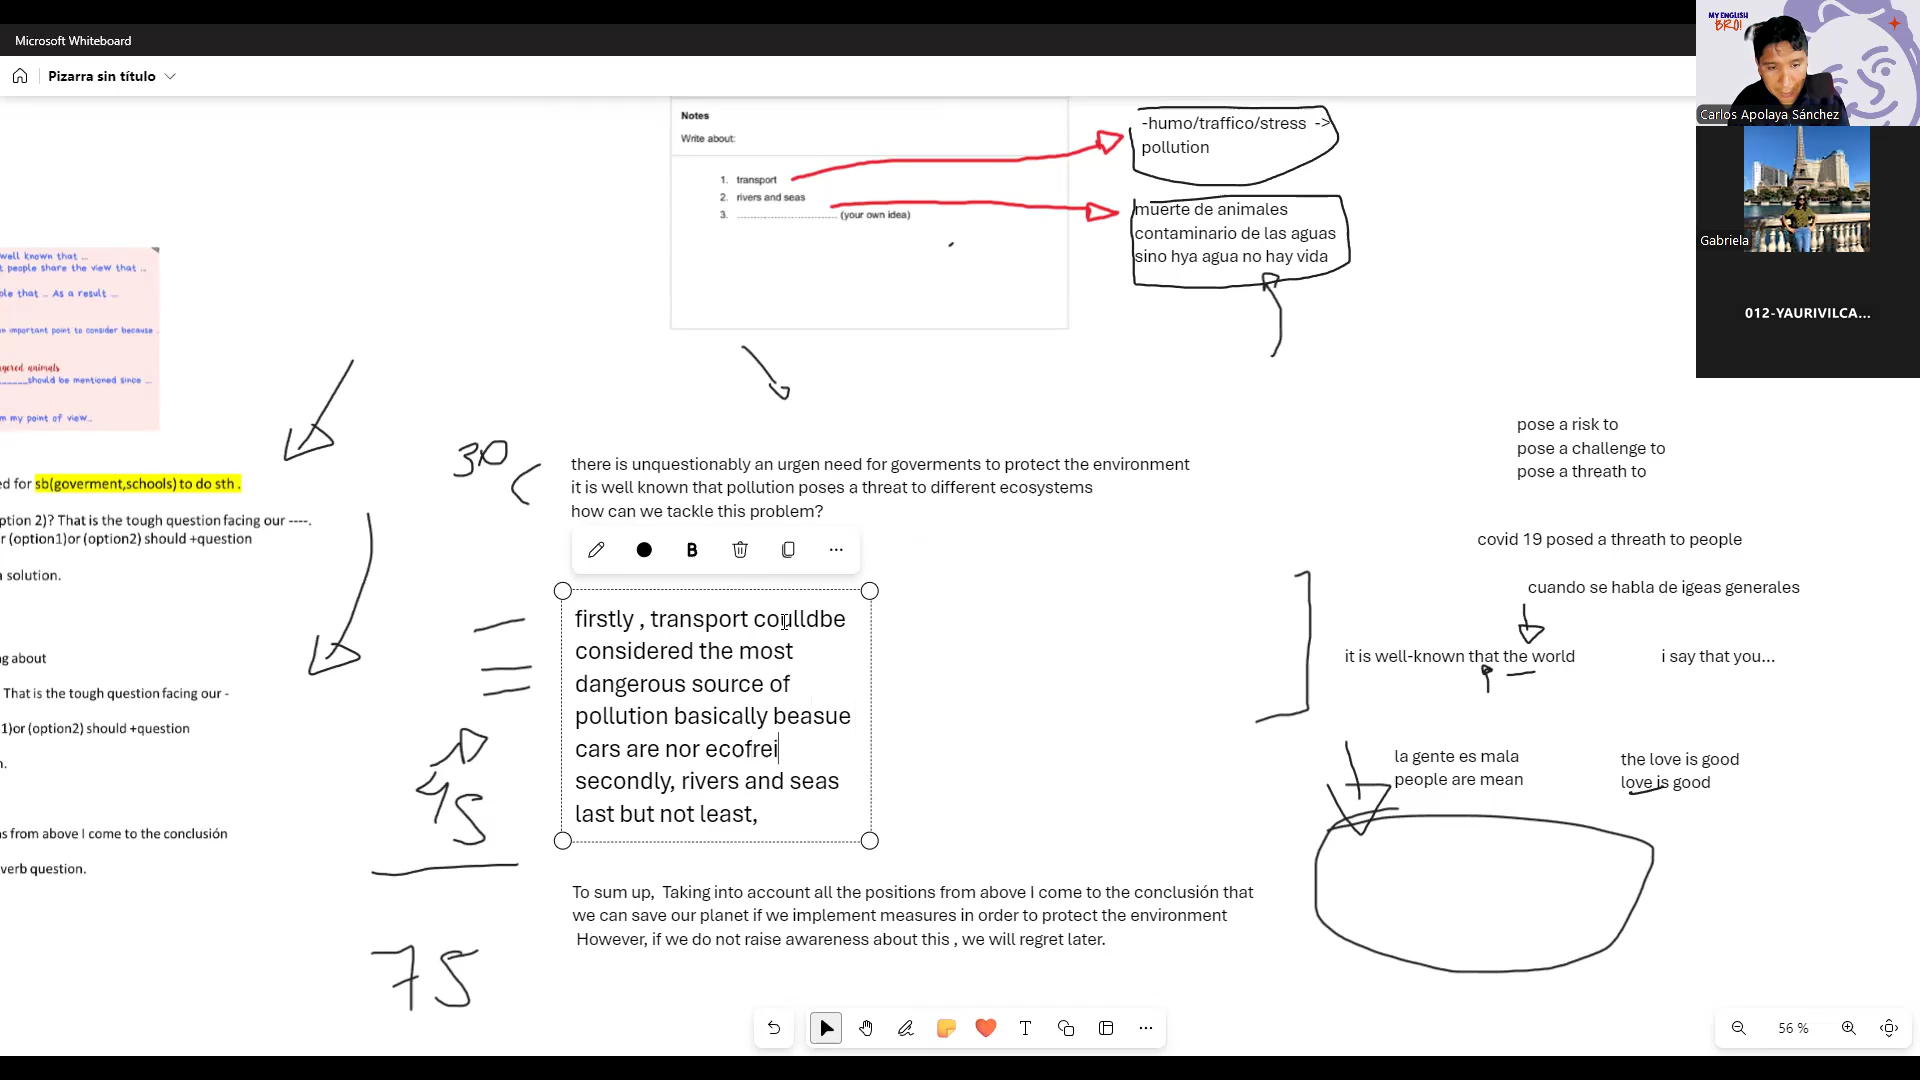 Microsoft Whiteboard
Pizarra sin título
MY ENGLISH
BRO!
Carlos Apolaya Sánchez
Gabriela
012-YAURIVILCA...
Notes
Write about:
1. transport
2. rivers and seas
3. ............................ (your own idea)
-humo/traffico/stress ->
pollution
muerte de animales
contaminario de las aguas
sino hya agua no hay vida
well known that ...
t people share the view that ...
ple that ... As a result ...
n important point to consider because
gered animals
______should be mentioned since ...
m my point of view...
ed for sb(goverment,schools) to do sth .
ption 2)? That is the tough question facing our ----.
r (option1)or (option2) should +question
a solution.
g about
That is the tough question facing our -
1)or (option2) should +question
n.
s from above I come to the conclusión
verb question.
30
45
75
there is unquestionably an urgen need for goverments to protect the environment
it is well known that pollution poses a threat to different ecosystems
how can we tackle this problem?
B
firstly , transport coulldbe
considered the most
dangerous source of
pollution basically beasue
cars are nor ecofrei
secondly, rivers and seas
last but not least,
To sum up,  Taking into account all the positions from above I come to the conclusión that
we can save our planet if we implement measures in order to protect the environment
However, if we do not raise awareness about this , we will regret later.
pose a risk to
pose a challenge to
pose a threath to
covid 19 posed a threath to people
cuando se habla de igeas generales
it is well-known that the world
i say that you...
la gente es mala
people are mean
the love is good
love is good
56 %